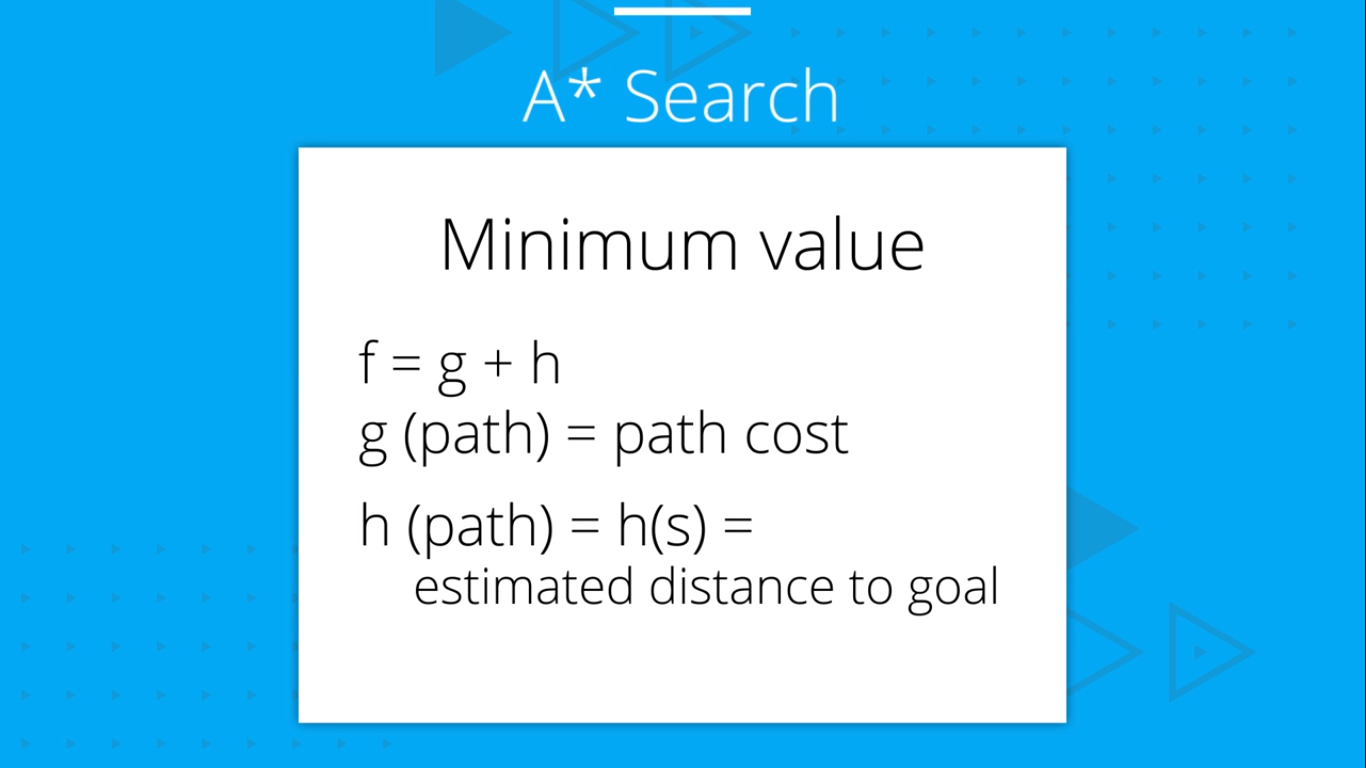 A* Search
Minimum value
f = g + h
g (path) = path cost
h (path) = h(s) =
estimated distance to goal